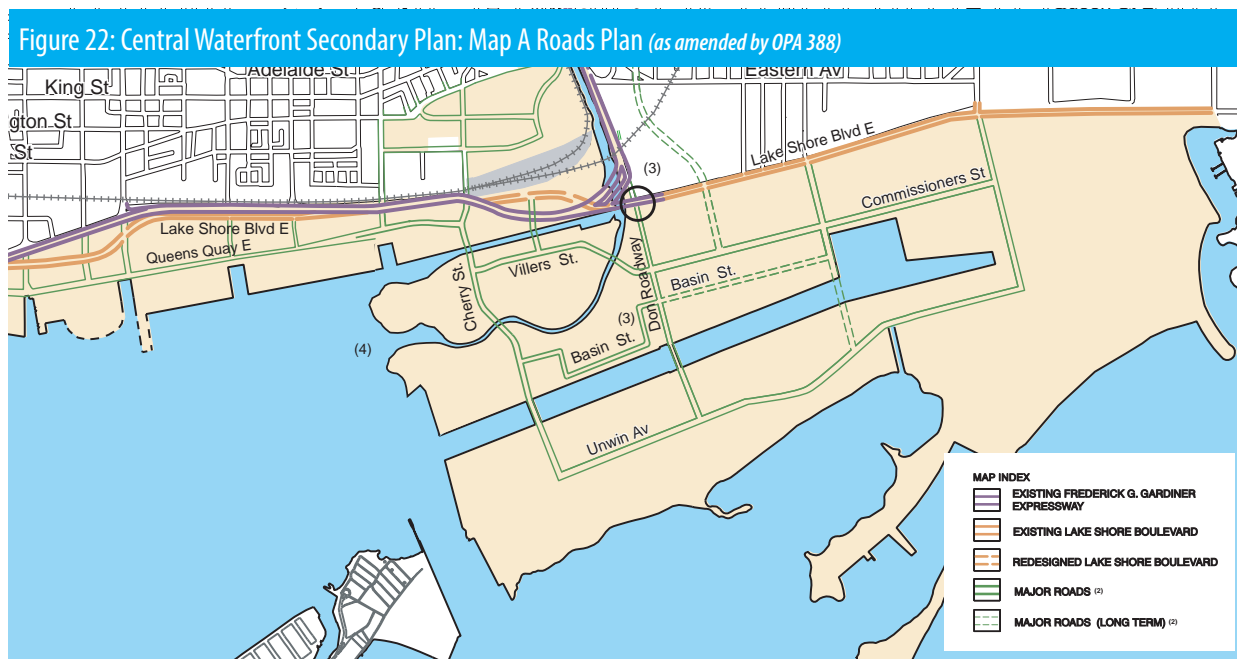 Figure 22: Central Waterfront Secondary Plan: Map A Roads Plan (as amended by OPA 388)
Adelaide St
Eastern Av
King St
gton St
St
Lake Shore Blvd E
(3)
Commissioners St
Lake Shore Blvd E
Queens Quay E
Villers St.
Cherry St.
Don Roadway
Basin St.
(3)
(4)
Basin St.
Unwin Av
MAP INDEX
EXISTING FREDERICK G. GARDINER
EXPRESSWAY
EXISTING LAKE SHORE BOULEVARD
REDESIGNED LAKE SHORE BOULEVARD
MAJOR ROADS (2)
MAJOR ROADS (LONG TERM) (2)